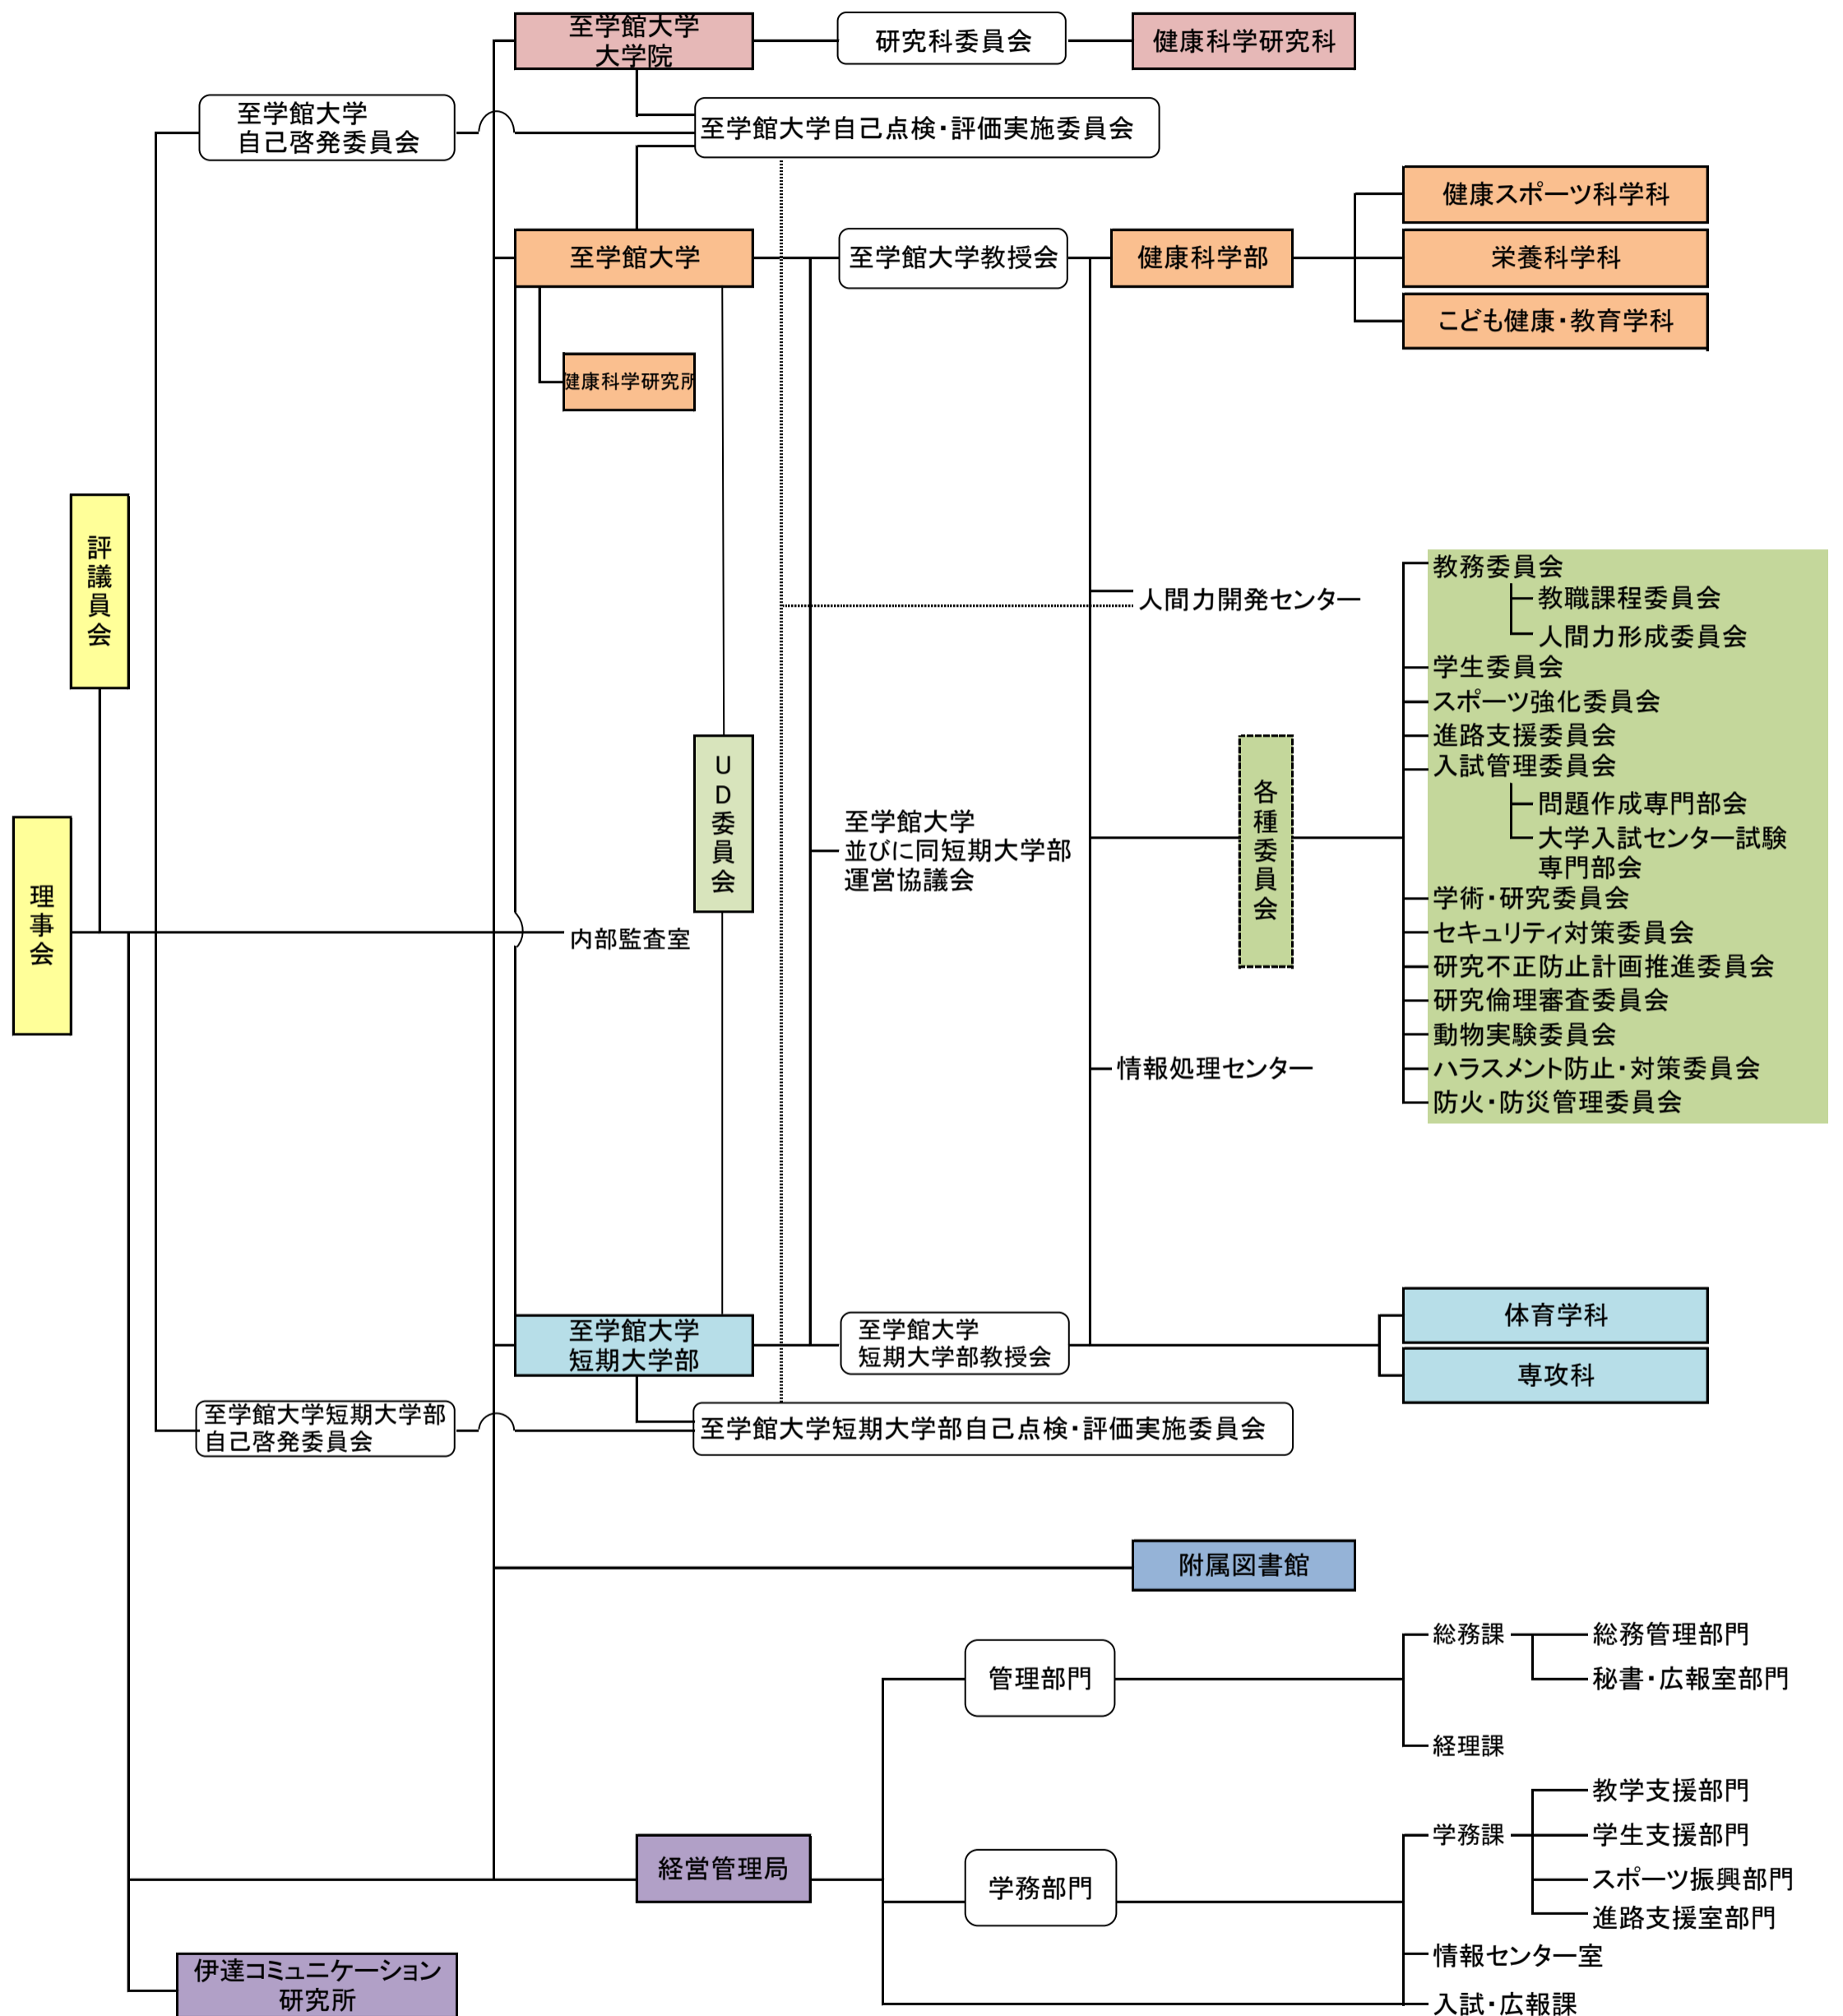 至学館大学
大学院
研究科委員会
健康科学研究科
至学館大学
自己啓発委員会
至学館大学自己点検・評価実施委員会
健康スポーツ科学科
至学館大学
至学館大学教授会
健康科学部
栄養科学科
こども健康・教育学科
健康科学研究所
評議員会
教務委員会
教職課程委員会
人間力開発センター
人間力形成委員会
学生委員会
スポーツ強化委員会
進路支援委員会
入試管理委員会
UD委員会
各種委員会
問題作成専門部会
至学館大学
並びに同短期大学部
運営協議会
大学入試センター試験
専門部会
理事会
学術・研究委員会
内部監査室
セキュリティ対策委員会
研究不正防止計画推進委員会
研究倫理審査委員会
動物実験委員会
情報処理センター
ハラスメント防止・対策委員会
防火・防災管理委員会
至学館大学
短期大学部
至学館大学
短期大学部教授会
体育学科
専攻科
至学館大学短期大学部
自己啓発委員会
至学館大学短期大学部自己点検・評価実施委員会
附属図書館
管理部門
総務課
総務管理部門
秘書・広報室部門
経理課
経営管理局
学務部門
学務課
教学支援部門
学生支援部門
スポーツ振興部門
進路支援室部門
情報センター室
入試・広報課
伊達コミュニケーション
研究所